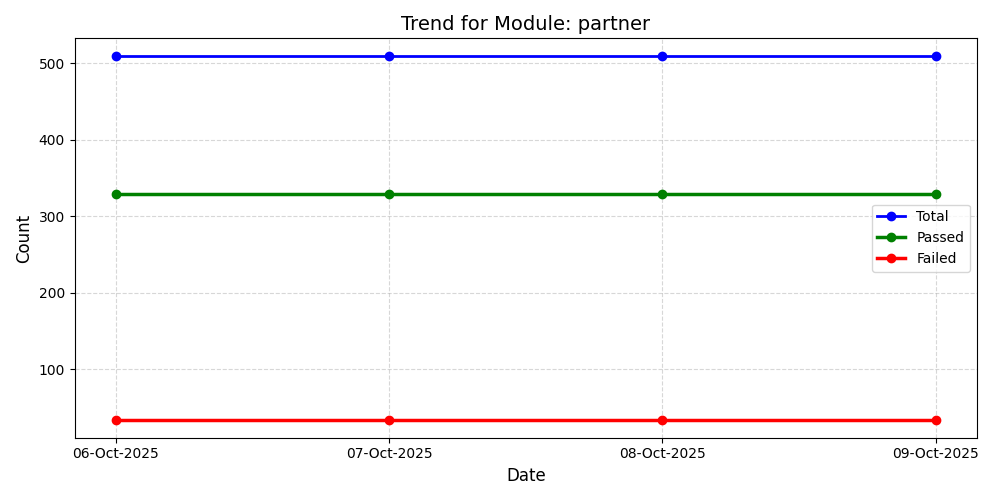 Trend for Module: partner
Count
500
400
300
200
100
Total
Passed
Failed
06-Oct-2025
07-Oct-2025
08-Oct-2025
09-Oct-2025
Date